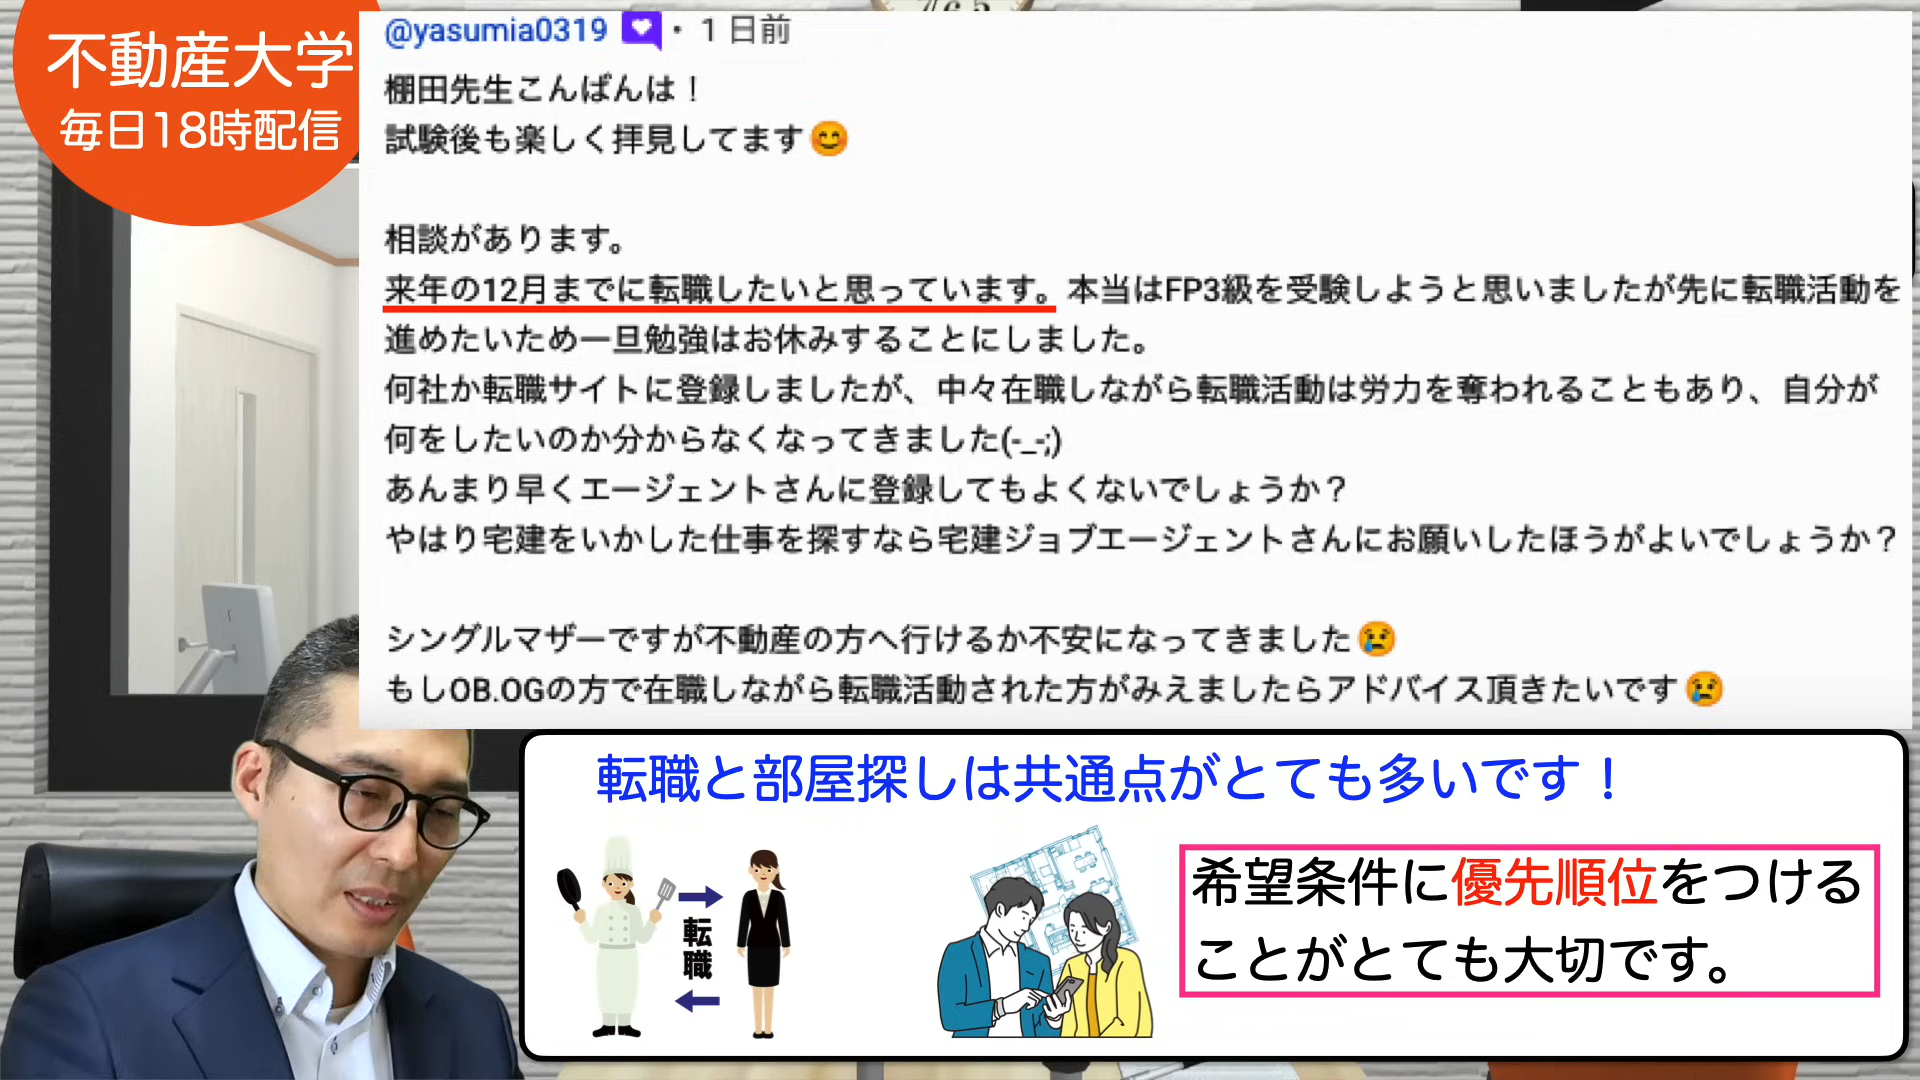 不動産大学
毎日18時配信
@yasumia0319 ・ 1 日前
棚田先生こんばんは！
試験後も楽しく拝見してます😊
相談があります。
来年の12月までに転職したいと思っています。本当はFP3級を受験しようと思いましたが先に転職活動を
進めたいため一旦勉強はお休みすることにしました。
何社か転職サイトに登録しましたが、中々在職しながら転職活動は労力を奪われることもあり、自分が
何をしたいのか分からなくなってきました(-_-;)
あんまり早くエージェントさんに登録してもよくないでしょうか？
やはり宅建をいかした仕事を探すなら宅建ジョブエージェントさんにお願いしたほうがよいでしょうか？
シングルマザーですが不動産の方へ行けるか不安になってきました😢
もしOB.OGの方で在職しながら転職活動された方がみえましたらアドバイス頂きたいです😢
転職と部屋探しは共通点がとても多いです！
転職
希望条件に優先順位をつける
ことがとても大切です。